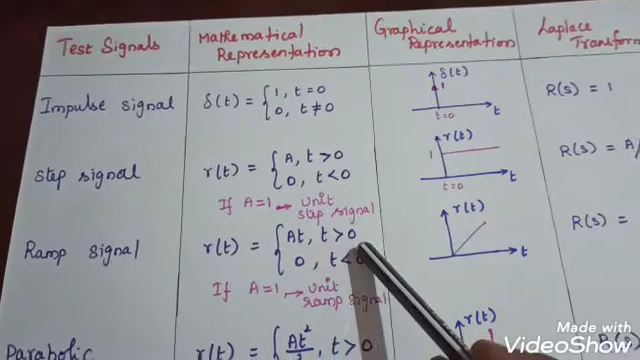 Test Signals
Mathematical
Representation
Graphical
Representation
Laplace
Transform
Impulse signal
δ(t) = { 1, t=0
0, t≠0
δ(t)
1
t=0
t
R(s) = 1
Step signal
r(t) = { A, t>0
0, t<0
If A=1 → unit
step signal
r(t)
1
t=0
t
R(s) = A/
Ramp signal
r(t) = { At, t>0
0, t<0
If A=1 → unit
ramp signal
r(t)
t
R(s) =
Parabolic
r(t) = { At²/2, t>0
r(t)
Made with
VideoShow